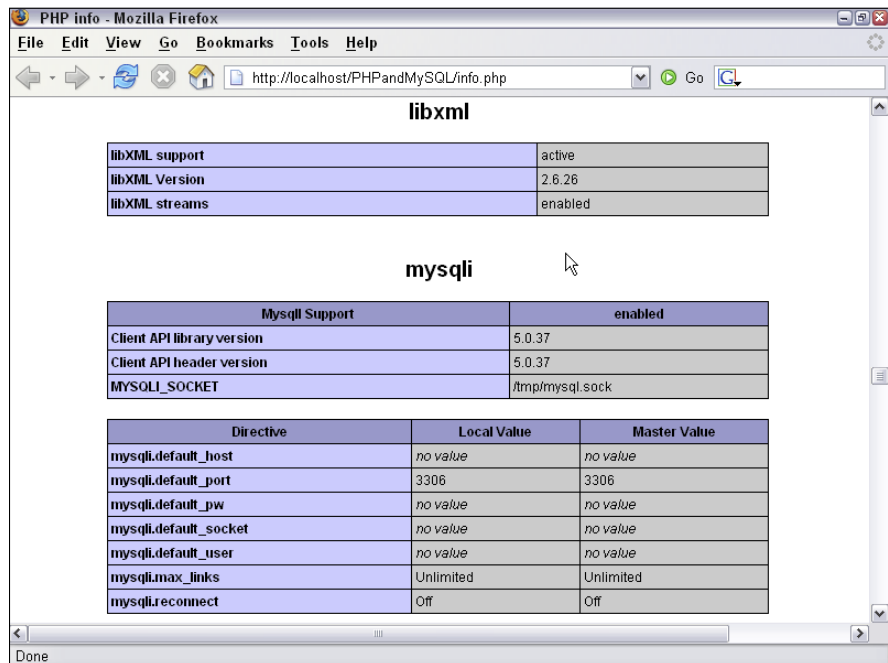 PHP info - Mozilla Firefox
File Edit View Go Bookmarks Tools Help
http://localhost/PHPandMySQL/info.php Go G
libxml
libXML support active
libXML Version 2.6.26
libXML streams enabled
mysqli
MysqlI Support enabled
Client API library version 5.0.37
Client API header version 5.0.37
MYSQLI_SOCKET /tmp/mysql.sock
Directive Local Value Master Value
mysqli.default_host no value no value
mysqli.default_port 3306 3306
mysqli.default_pw no value no value
mysqli.default_socket no value no value
mysqli.default_user no value no value
mysqli.max_links Unlimited Unlimited
mysqli.reconnect Off Off
Done